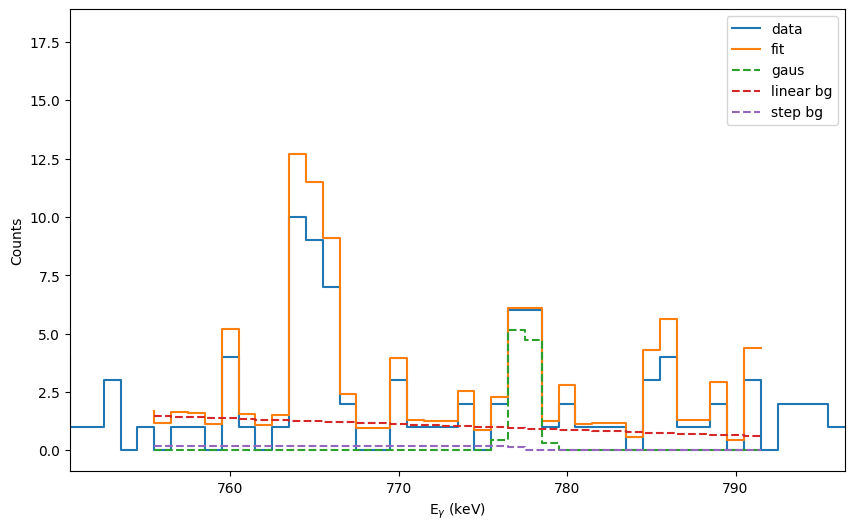 data
fit
gaus
linear bg
step bg
17.5
15.0
12.5
10.0
7.5
5.0
2.5
0.0
Counts
760 770 780 790
Eγ (keV)